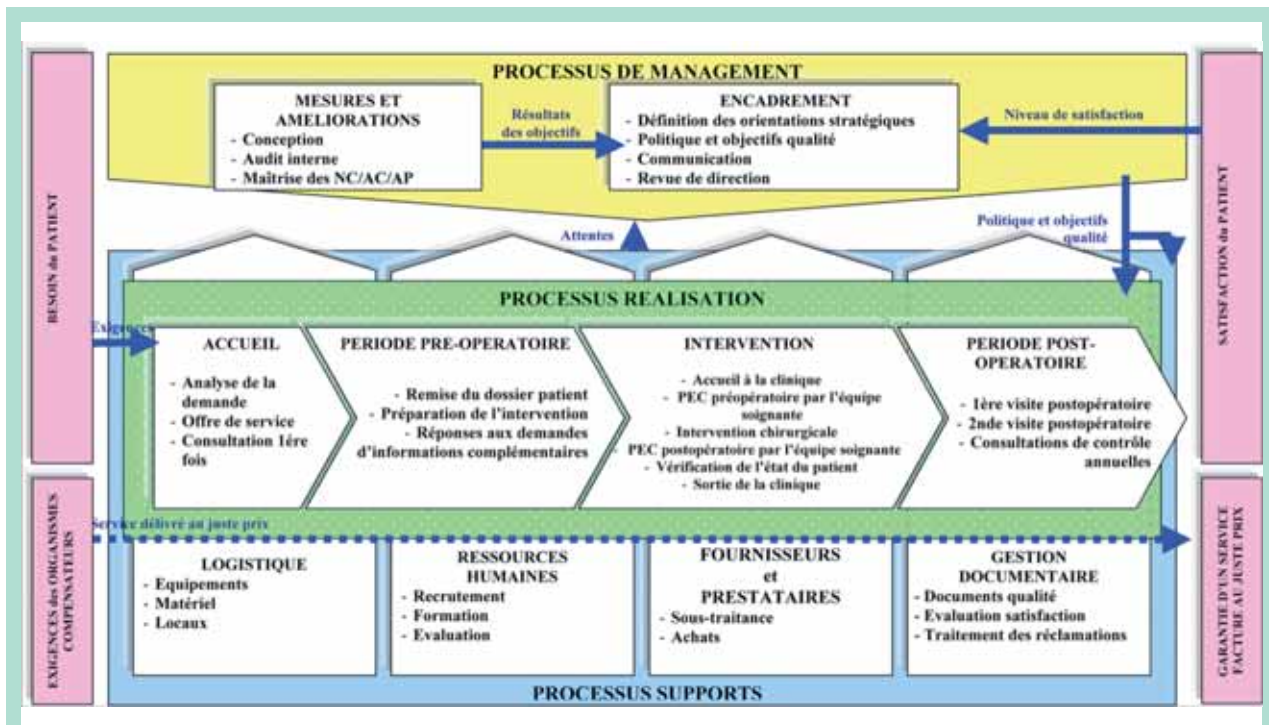 PROCESSUS DE MANAGEMENT
MESURES ET
AMELIORATIONS
- Conception
- Audit interne
- Maîtrise des NC/AC/AP
Résultats
des objectifs
ENCADREMENT
- Définition des orientations stratégiques
- Politique et objectifs qualité
- Communication
- Revue de direction
Niveau de satisfaction
BESOIN du PATIENT
SATISFACTION du PATIENT
Attentes
Politique et objectifs
qualité
PROCESSUS REALISATION
Exigences
ACCUEIL
- Analyse de la
demande
- Offre de service
- Consultation 1ére
fois
PERIODE PRE-OPERATOIRE
- Remise du dossier patient
- Préparation de l'intervention
- Réponses aux demandes
d'informations complémentaires
INTERVENTION
- Accueil à la clinique
- PEC préopératoire par l'équipe
soignante
- Intervention chirurgicale
- PEC postopératoire par l'équipe soignante
- Vérification de l'état du patient
- Sortie de la clinique
PERIODE POST-
OPERATOIRE
- 1ère visite postopératoire
- 2nde visite postopératoire
- Consultations de contrôle
annuelles
EXIGENCES des ORGANISMES
COMPENSATEURS
Service délivré au juste prix
GARANTIE D'UN SERVICE
FACTURE AU JUSTE PRIX
LOGISTIQUE
- Equipements
- Matériel
- Locaux
RESSOURCES
HUMAINES
- Recrutement
- Formation
- Evaluation
FOURNISSEURS
et
PRESTATAIRES
- Sous-traitance
- Achats
GESTION
DOCUMENTAIRE
- Documents qualité
- Evaluation satisfaction
- Traitement des réclamations
PROCESSUS SUPPORTS